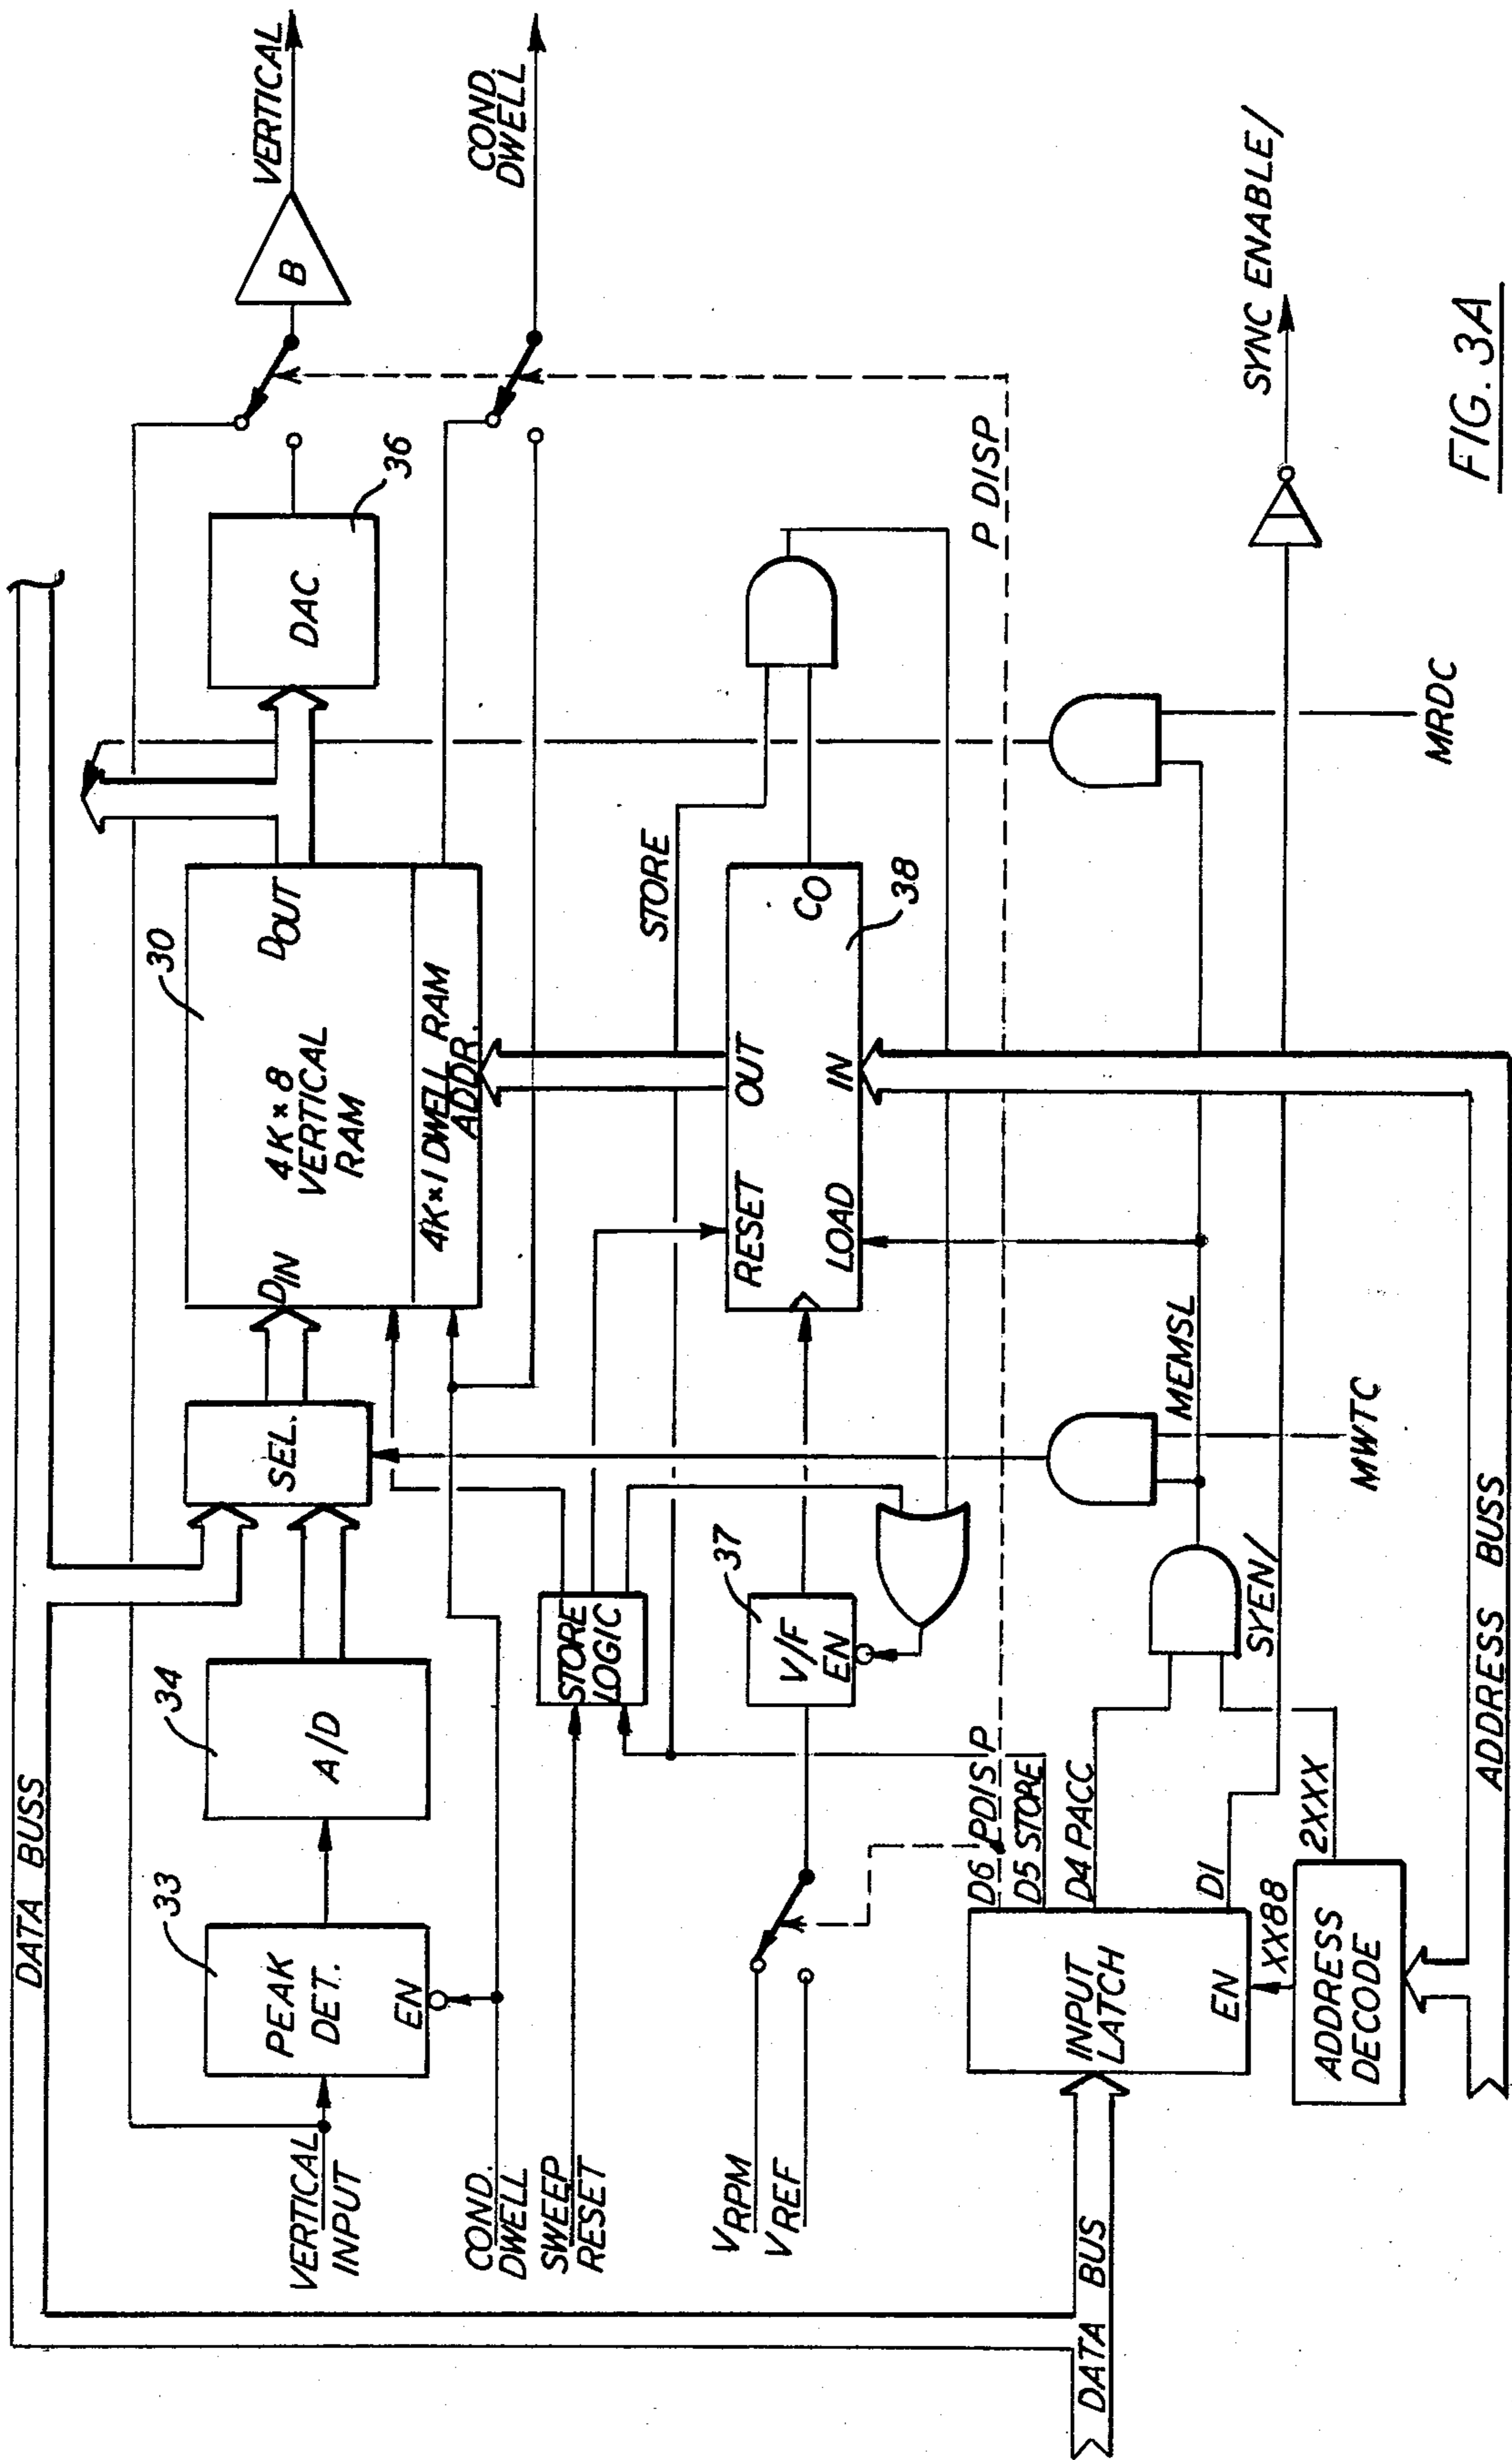 DATA BUSS
VERTICAL
INPUT
33
PEAK
DET.
EN
34
A/D
SEL.
30
DIN
4K×8
VERTICAL
RAM
DOUT
4K×1 DWELL RAM
ADDR.
DAC
36
B
VERTICAL
COND.
DWELL
COND.
DWELL
SWEEP
RESET
STORE
LOGIC
STORE
VRPM
VREF
37
V/F
EN
RESET
OUT
CO
LOAD
IN
38
P DISP
D6 PDISP
D5 STORE
D4 PACC
D1
INPUT
LATCH
EN
XX88
2XXX
ADDRESS
DECODE
SYEN/
MEMSL
MWTC
MRDC
SYNC ENABLE/
DATA BUS
ADDRESS BUSS
FIG. 3A